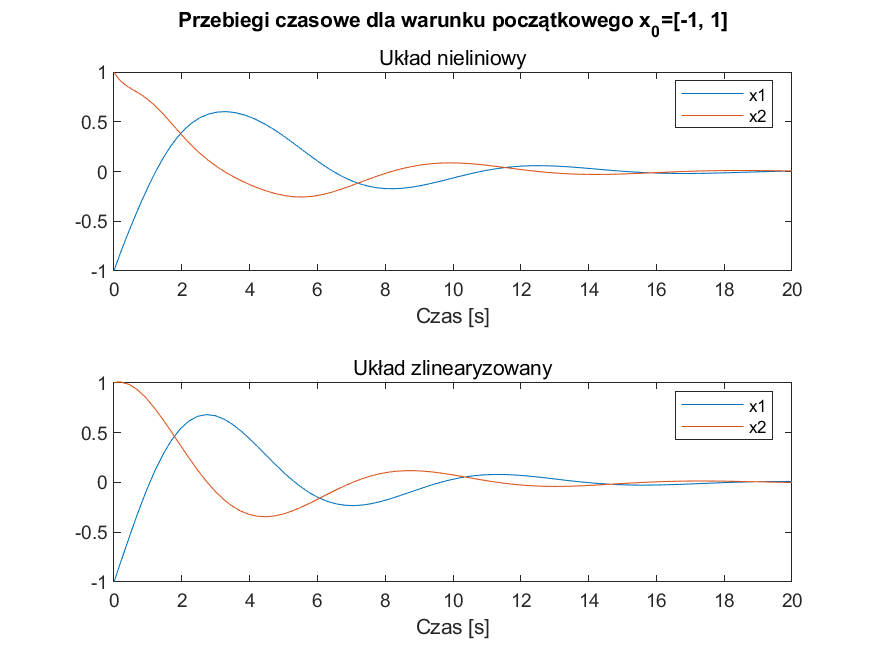 Przebiegi czasowe dla warunku początkowego x0=[-1, 1]
Układ nieliniowy
1
0.5
0
-0.5
-1
x1
x2
0 2 4 6 8 10 12 14 16 18 20
Czas [s]
Układ zlinearyzowany
1
0.5
0
-0.5
-1
x1
x2
0 2 4 6 8 10 12 14 16 18 20
Czas [s]